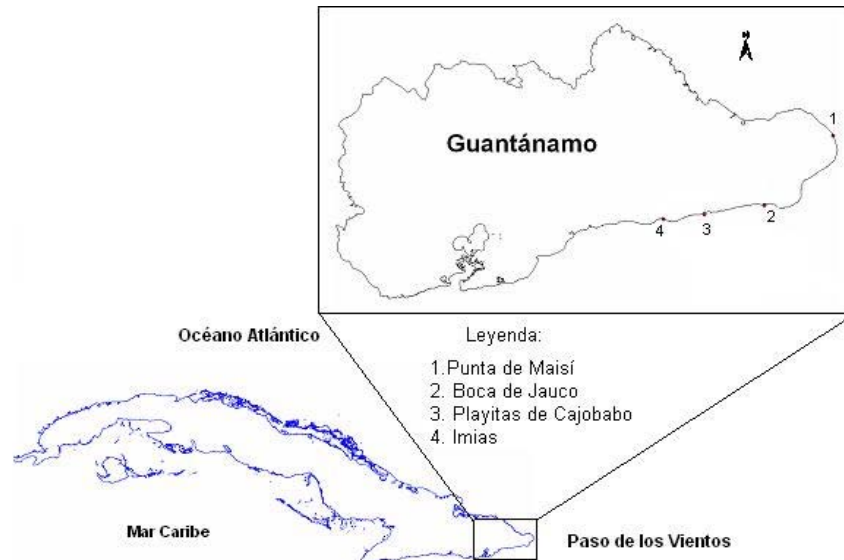 N
1
Guantánamo
2
3
4
Océano Atlántico
Leyenda:
1.Punta de Maisí
2. Boca de Jauco
3. Playitas de Cajobabo
4. Imias
Mar Caribe
Paso de los Vientos